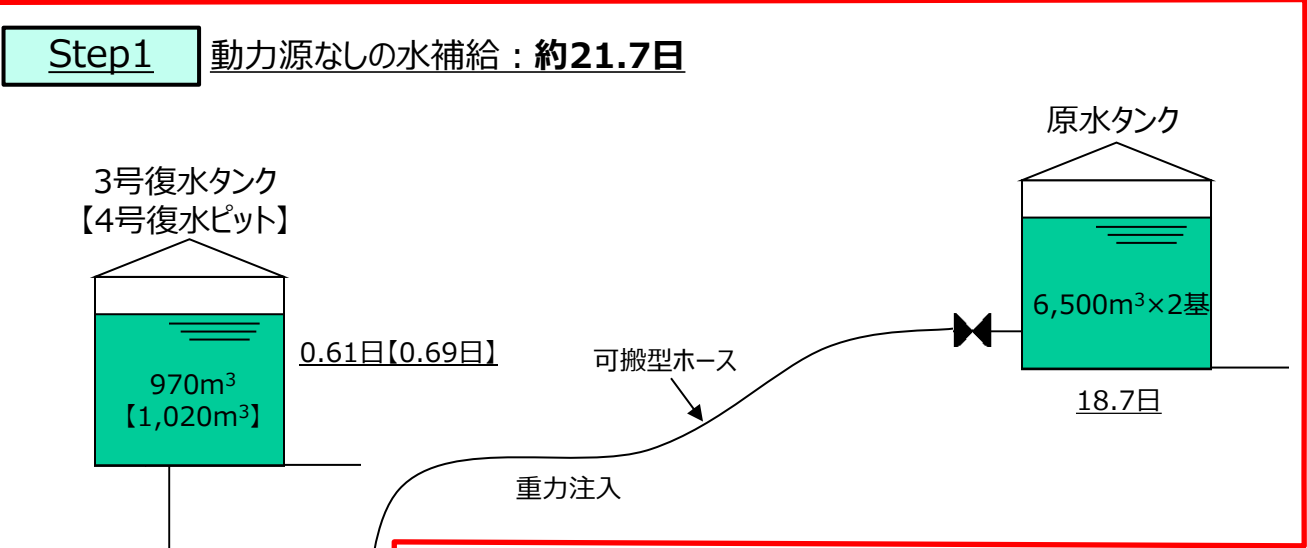 Step1
動力源なしの水補給：約21.7日
原水タンク
3号復水タンク
【4号復水ピット】
6,500m³×2基
0.61日【0.69日】
可搬型ホース
970m³
【1,020m³】
18.7日
重力注入